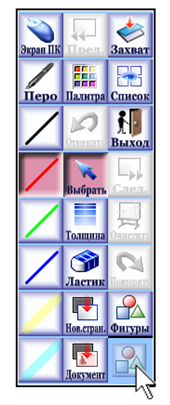 Экран ПК Пред. Захват
Перо Палитра Список
Отменить Выход
Выбрать След.
Толщина Очистить
Ластик Повторить
Нов.стран. Фигуры
Документ